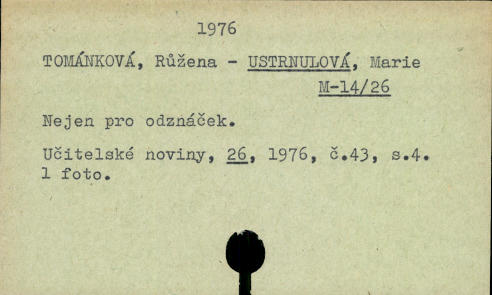 1976
TOMÁNKOVÁ, Růžena - USTRNULOVÁ, Marie
M-14/26
Nejen pro odznáček.
Učitelské noviny, 26, 1976, č.43, s.4.
1 foto.